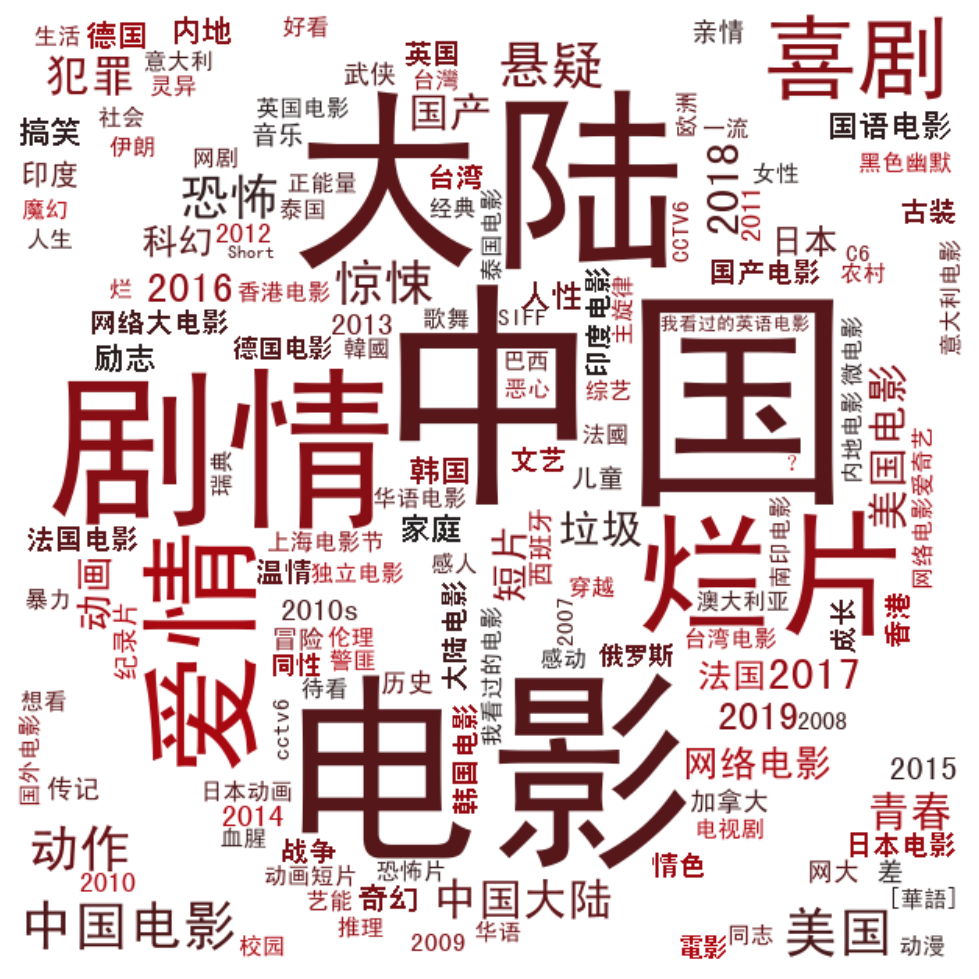 生活
德国
内地
好看
亲情
喜剧
犯罪
意大利
灵异
武侠
英国
台灣
悬疑
搞笑
社会
伊朗
英国电影
音乐
国产
大陆
欧洲
一流
国语电影
黑色幽默
印度
魔幻
人生
网剧
恐怖
正能量
泰国
台湾
经典
泰国电影
CCTV6
2018
2011
女性
古装
科幻
2012
Short
日本
C6
农村
意大利电影
烂
2016
香港电影
惊悚
人性
印度电影
主旋律
国产电影
网络大电影
励志
2013
德国电影
韓國
歌舞
SIFF
中国
我看过的英语电影
巴西
恶心
综艺
法國
?
微电影
内地电影
美国电影
爱奇艺
网络电影
剧情
瑞典
韩国
文艺
儿童
华语电影
家庭
垃圾
法国电影
上海电影节
感人
短片
西班牙
烂片
南印电影
动画
爱情
温情
独立电影
穿越
澳大利亚
暴力
纪录片
2010s
冒险
伦理
同性
警匪
大陆电影
我看过的电影
2007
感动
俄罗斯
台湾电影
成长
香港
想看
国外电影
传记
cctv6
待看
历史
电影
韩国电影
法国
2017
2019
2008
网络电影
2015
日本动画
2014
血腥
加拿大
电视剧
青春
日本电影
动作
2010
战争
动画短片
恐怖片
情色
网大
差
中国电影
校园
艺能
奇幻
推理
中国大陆
2009
华语
電影
同志
美国
[華語]
动漫